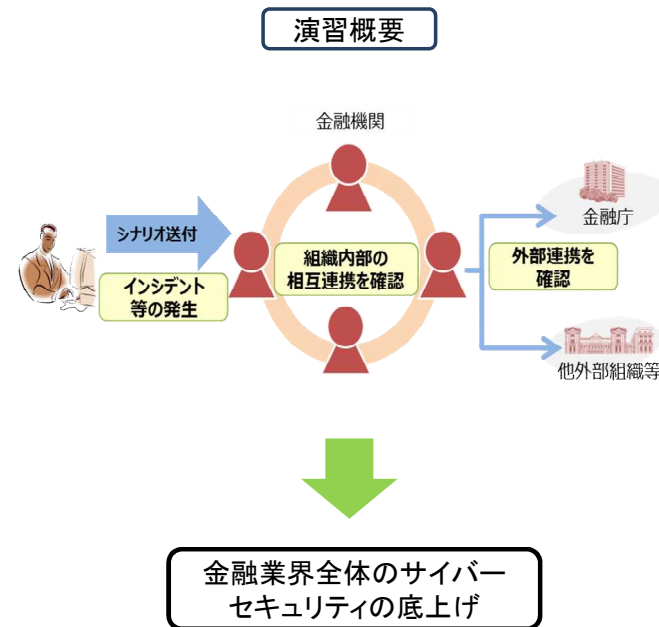 演習概要
金融機関
シナリオ送付
インシデント
等の発生
組織内部の
相互連携を確認
外部連携を
確認
金融庁
他外部組織等
金融業界全体のサイバー
セキュリティの底上げ